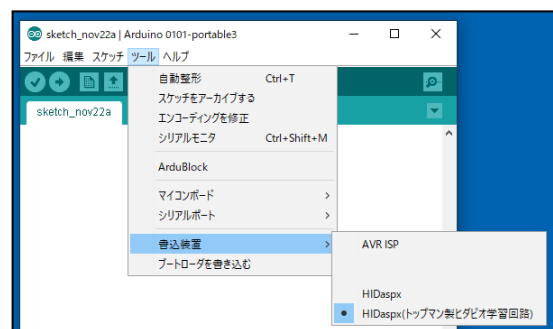 sketch_nov22a | Arduino 0101-portable3
ファイル 編集 スケッチ ツール ヘルプ
自動整形 Ctrl+T
スケッチをアーカイブする
エンコーディングを修正
シリアルモニタ Ctrl+Shift+M
ArduBlock
マイコンボード
シリアルポート
書込装置
ブートローダを書き込む
sketch_nov22a
AVR ISP
HIDaspx
HIDaspx(トップマン製ヒダピオ学習回路)